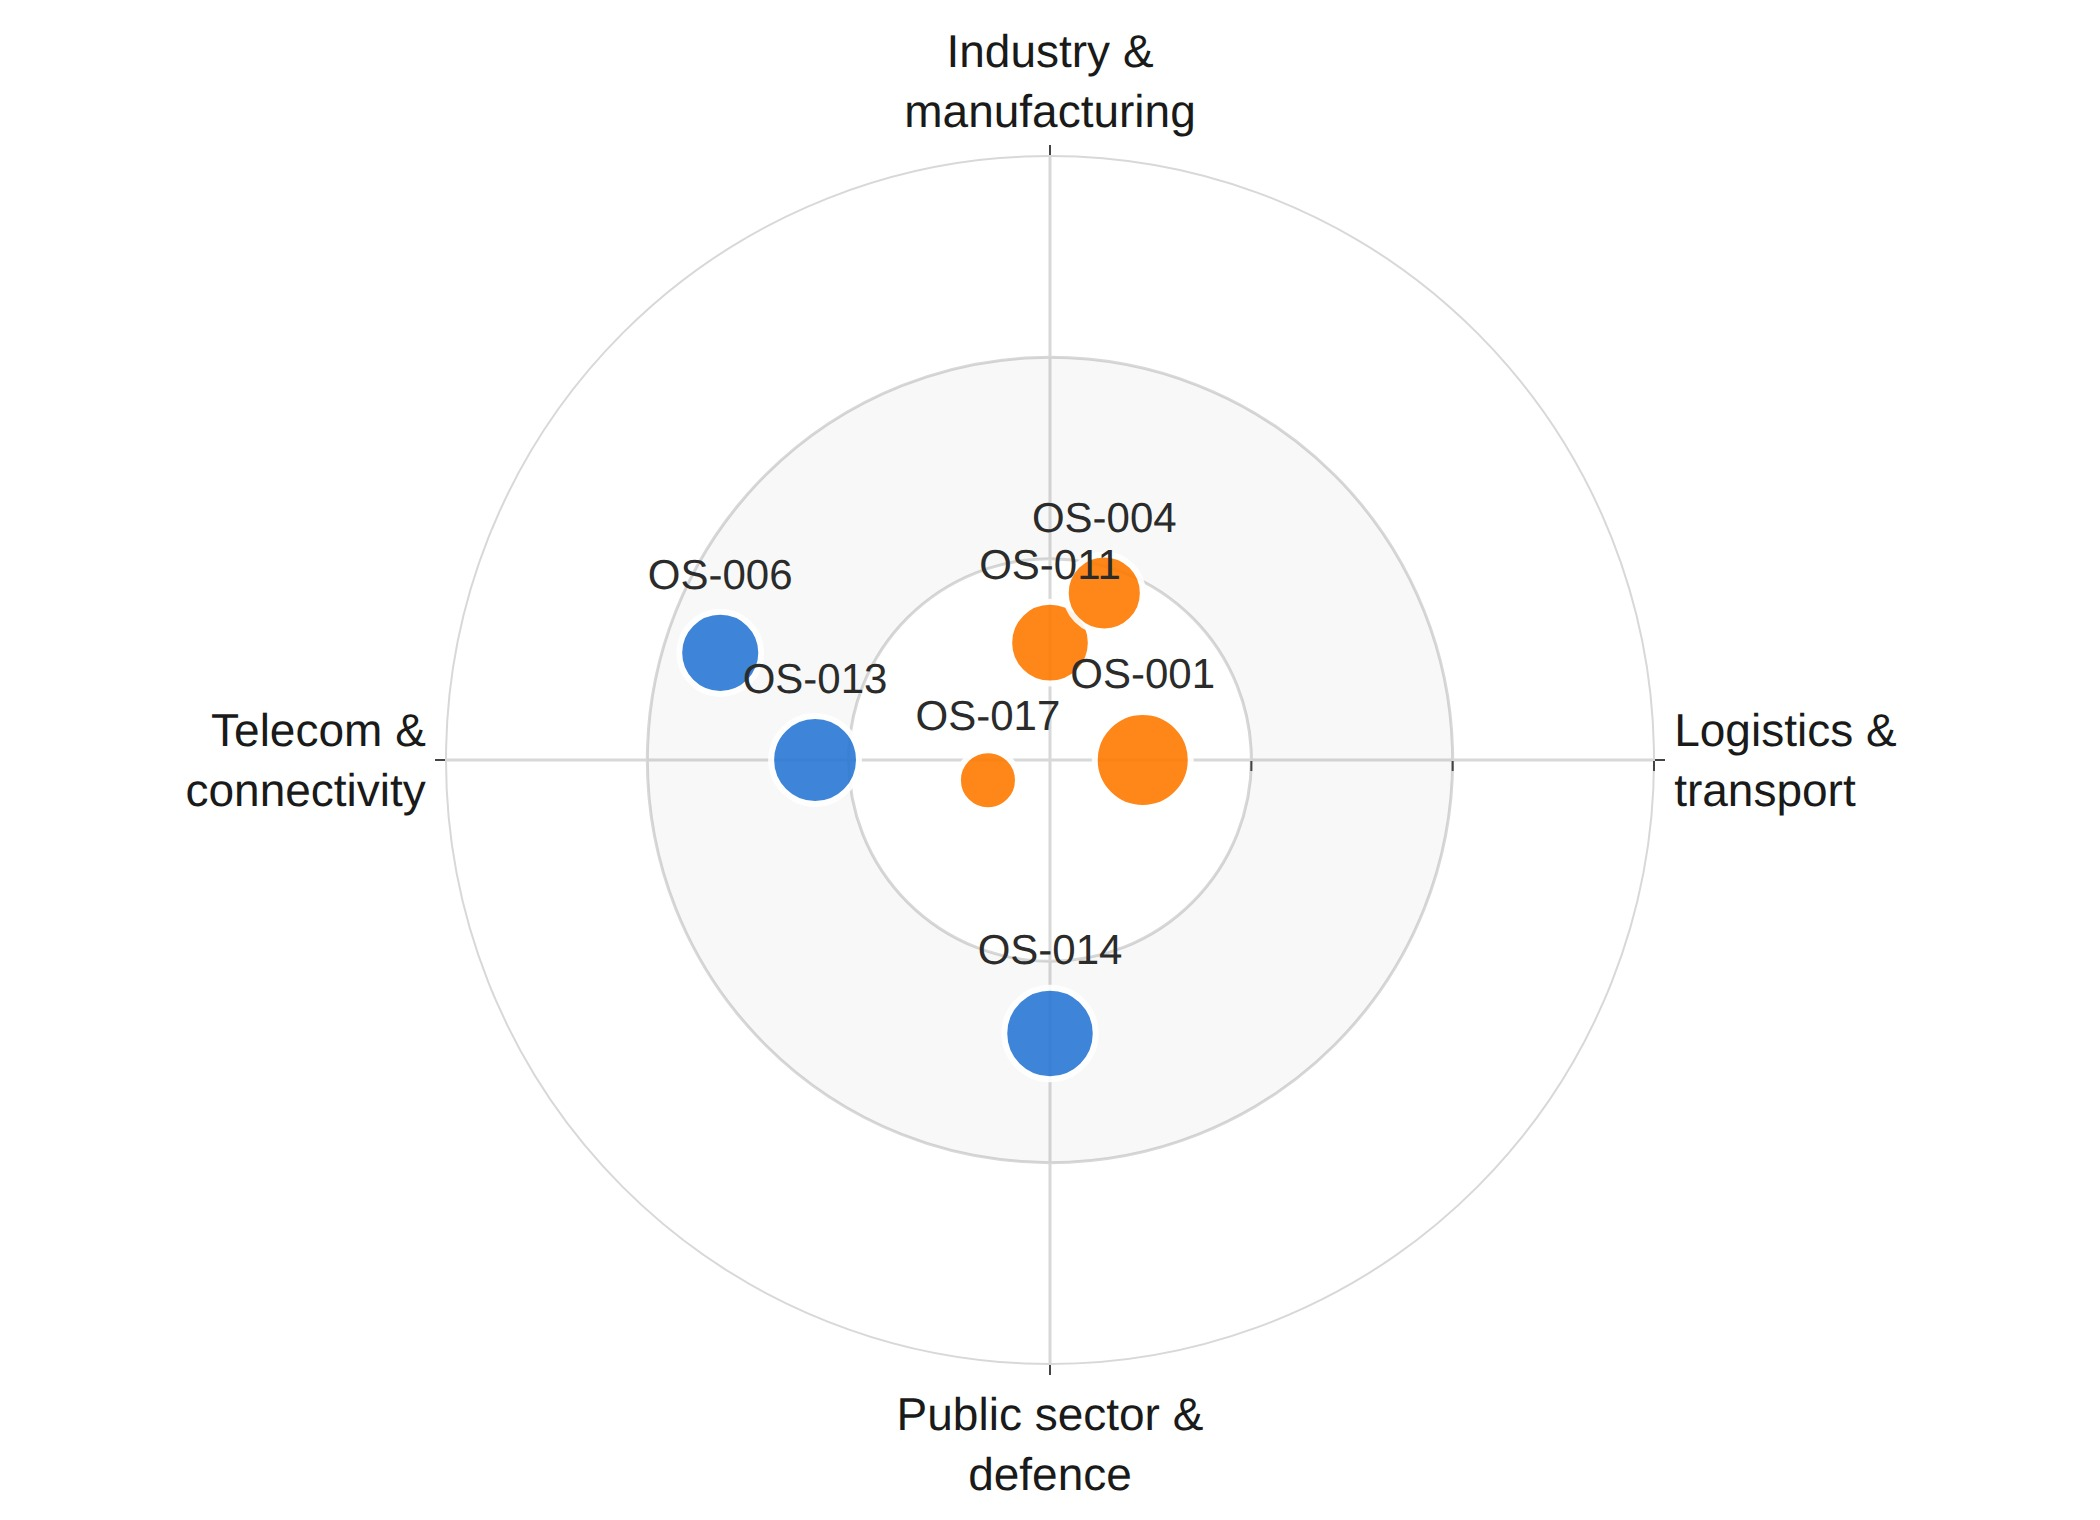 Industry &
manufacturing
OS-004
OS-011
OS-006
OS-001
OS-013
OS-017
Telecom &
connectivity
Logistics &
transport
OS-014
Public sector &
defence